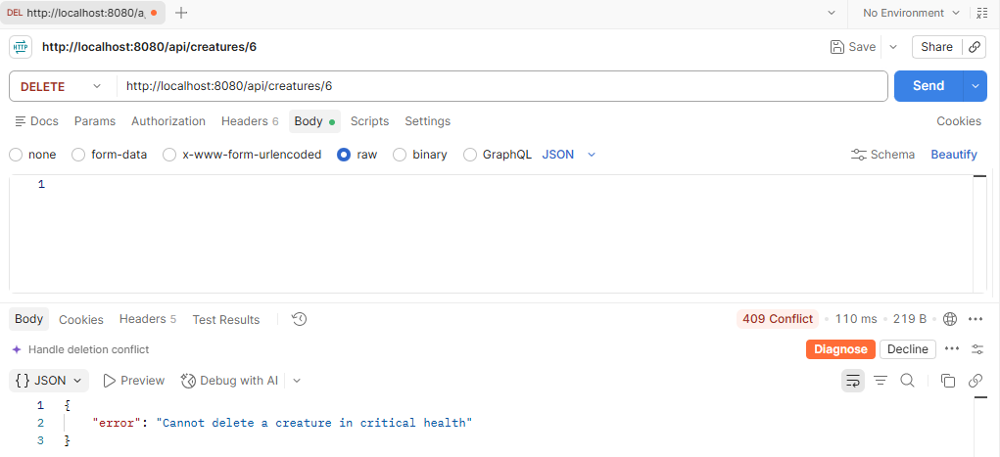 DEL http://localhost:8080/a
No Environment
HTTP http://localhost:8080/api/creatures/6 Save Share
DELETE http://localhost:8080/api/creatures/6 Send
Docs Params Authorization Headers 6 Body Scripts Settings Cookies
none form-data x-www-form-urlencoded raw binary GraphQL JSON Schema Beautify
1
Body Cookies Headers 5 Test Results 409 Conflict • 110 ms • 219 B
Handle deletion conflict Diagnose Decline
{} JSON Preview Debug with AI
1 {
2 "error": "Cannot delete a creature in critical health"
3 }